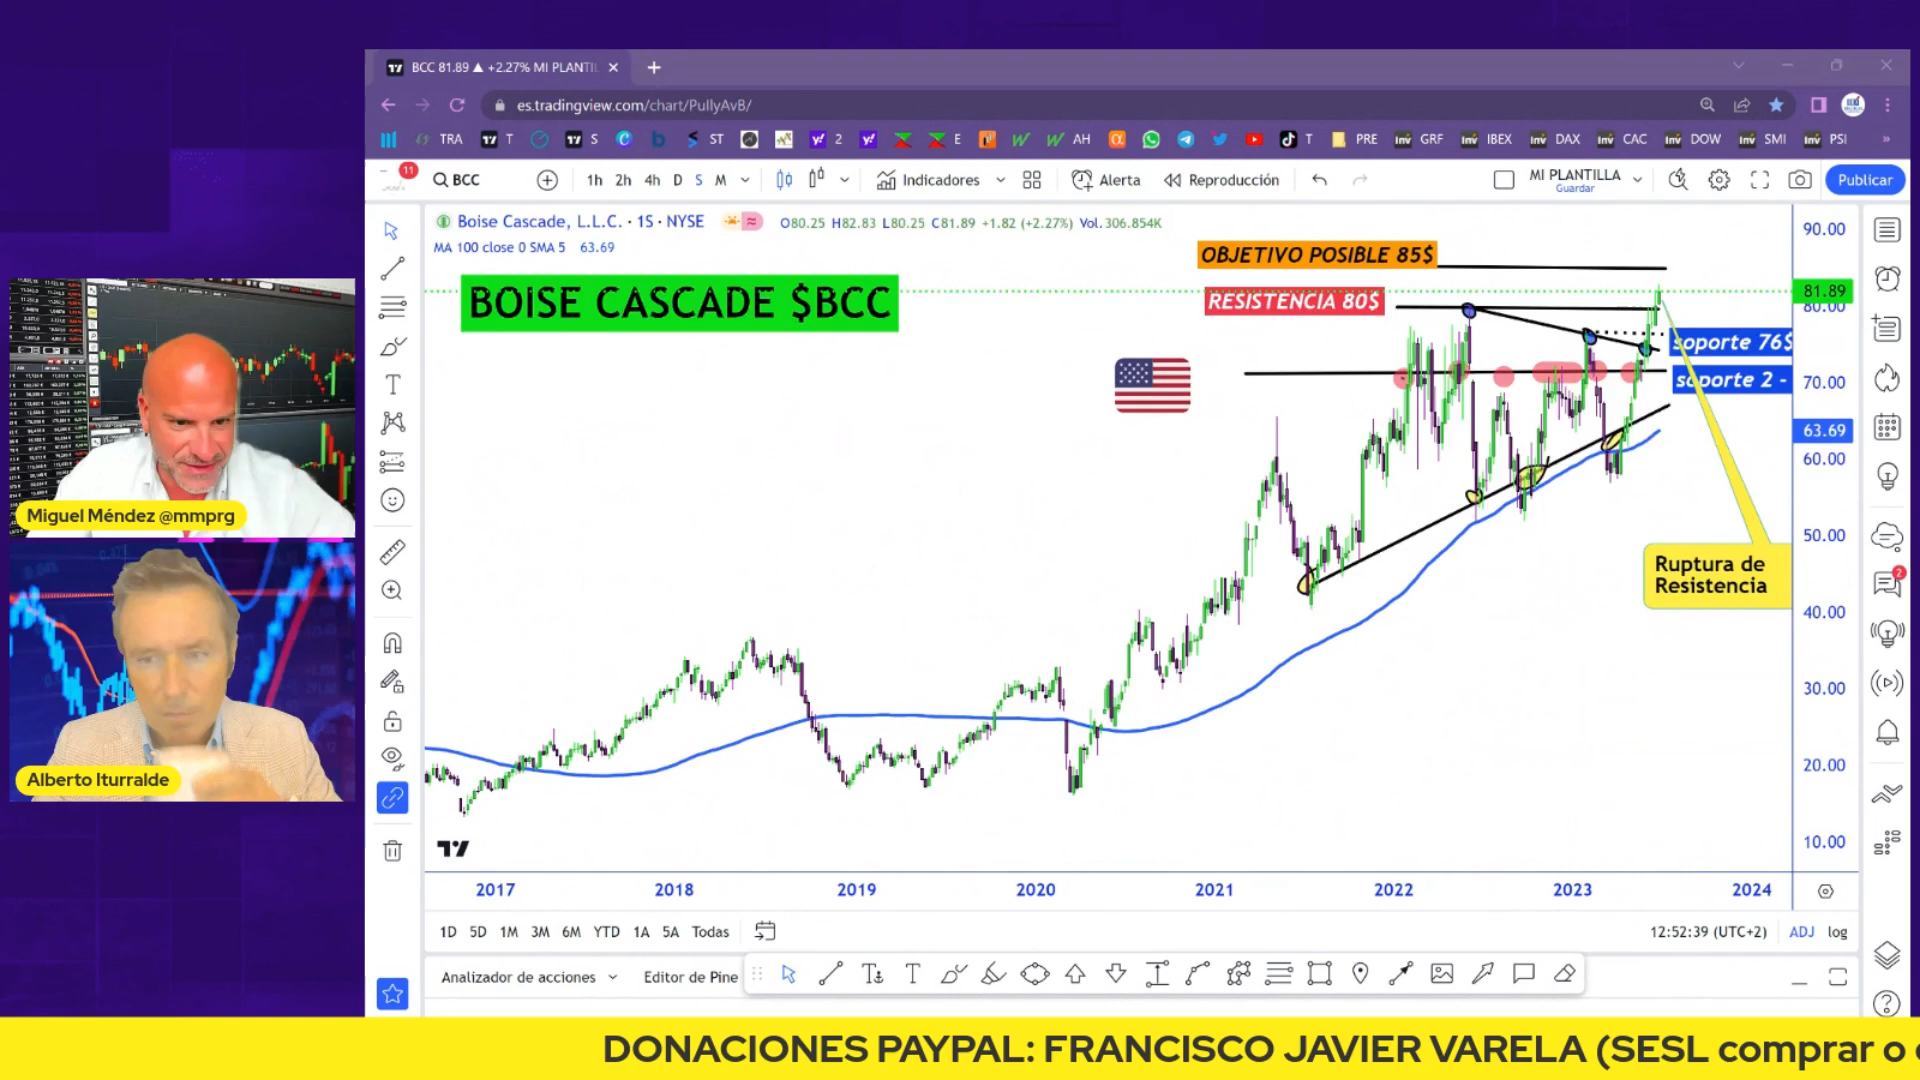 BCC 81.89 ▲ +2.27% MI PLANTIL
es.tradingview.com/chart/PullyAvB/
TRA T S ST 2 E AH T PRE GRF IBEX DAX CAC DOW SMI PSI »
11
BCC 1h 2h 4h D S M Indicadores Alerta Reproducción MI PLANTILLA Publicar
Guardar
Boise Cascade, L.L.C. · 1S · NYSE O80.25 H82.83 L80.25 C81.89 +1.82 (+2.27%) Vol.306.854K
MA 100 close 0 SMA 5 63.69
OBJETIVO POSIBLE 85$
BOISE CASCADE $BCC
RESISTENCIA 80$
soporte 76$
soporte 2 -
Ruptura de
Resistencia
90.00
81.89
80.00
70.00
63.69
60.00
50.00
40.00
30.00
20.00
10.00
2
2017 2018 2019 2020 2021 2022 2023 2024
1D 5D 1M 3M 6M YTD 1A 5A Todas 12:52:39 (UTC+2) ADJ log
Analizador de acciones Editor de Pine
Miguel Méndez @mmprg
Alberto Iturralde
DONACIONES PAYPAL: FRANCISCO JAVIER VARELA (SESL comprar o